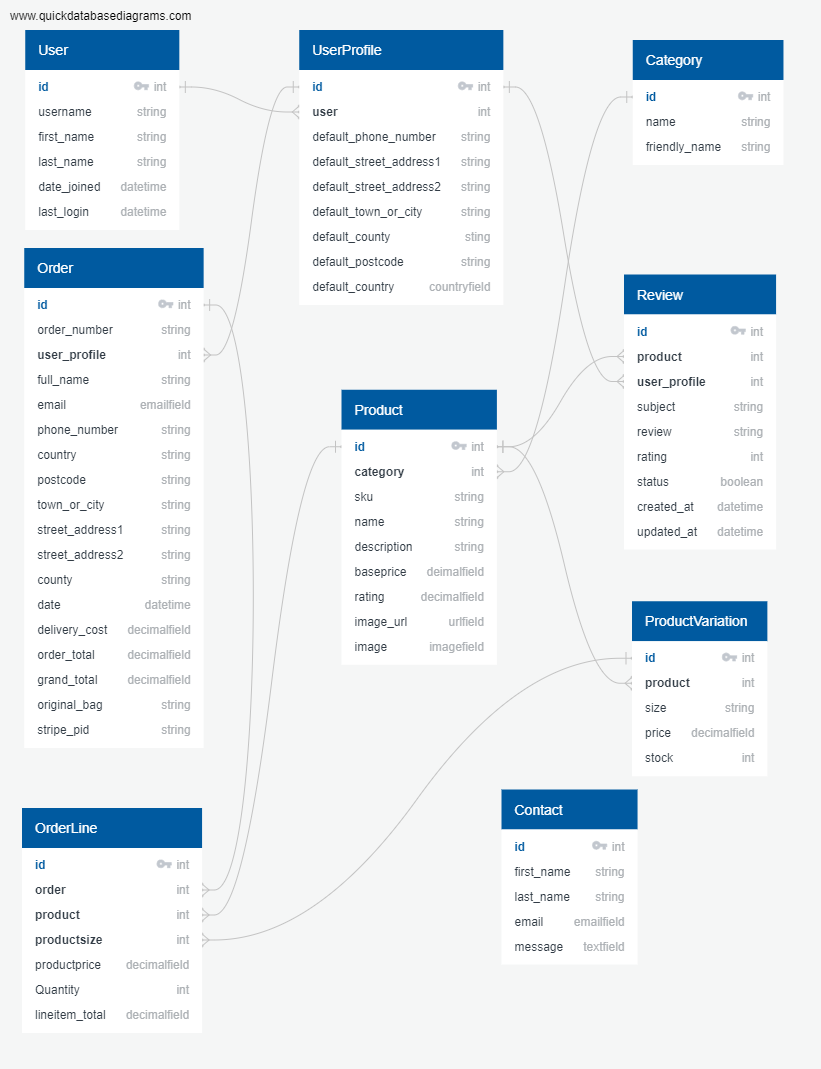 www.quickdatabasediagrams.com
User
id int
username string
first_name string
last_name string
date_joined datetime
last_login datetime
UserProfile
id int
user int
default_phone_number string
default_street_address1 string
default_street_address2 string
default_town_or_city string
default_county sting
default_postcode string
default_country countryfield
Category
id int
name string
friendly_name string
Order
id int
order_number string
user_profile int
full_name string
email emailfield
phone_number string
country string
postcode string
town_or_city string
street_address1 string
street_address2 string
county string
date datetime
delivery_cost decimalfield
order_total decimalfield
grand_total decimalfield
original_bag string
stripe_pid string
Product
id int
category int
sku string
name string
description string
baseprice deimalfield
rating decimalfield
image_url urlfield
image imagefield
Review
id int
product int
user_profile int
subject string
review string
rating int
status boolean
created_at datetime
updated_at datetime
ProductVariation
id int
product int
size string
price decimalfield
stock int
OrderLine
id int
order int
product int
productsize int
productprice decimalfield
Quantity int
lineitem_total decimalfield
Contact
id int
first_name string
last_name string
email emailfield
message textfield